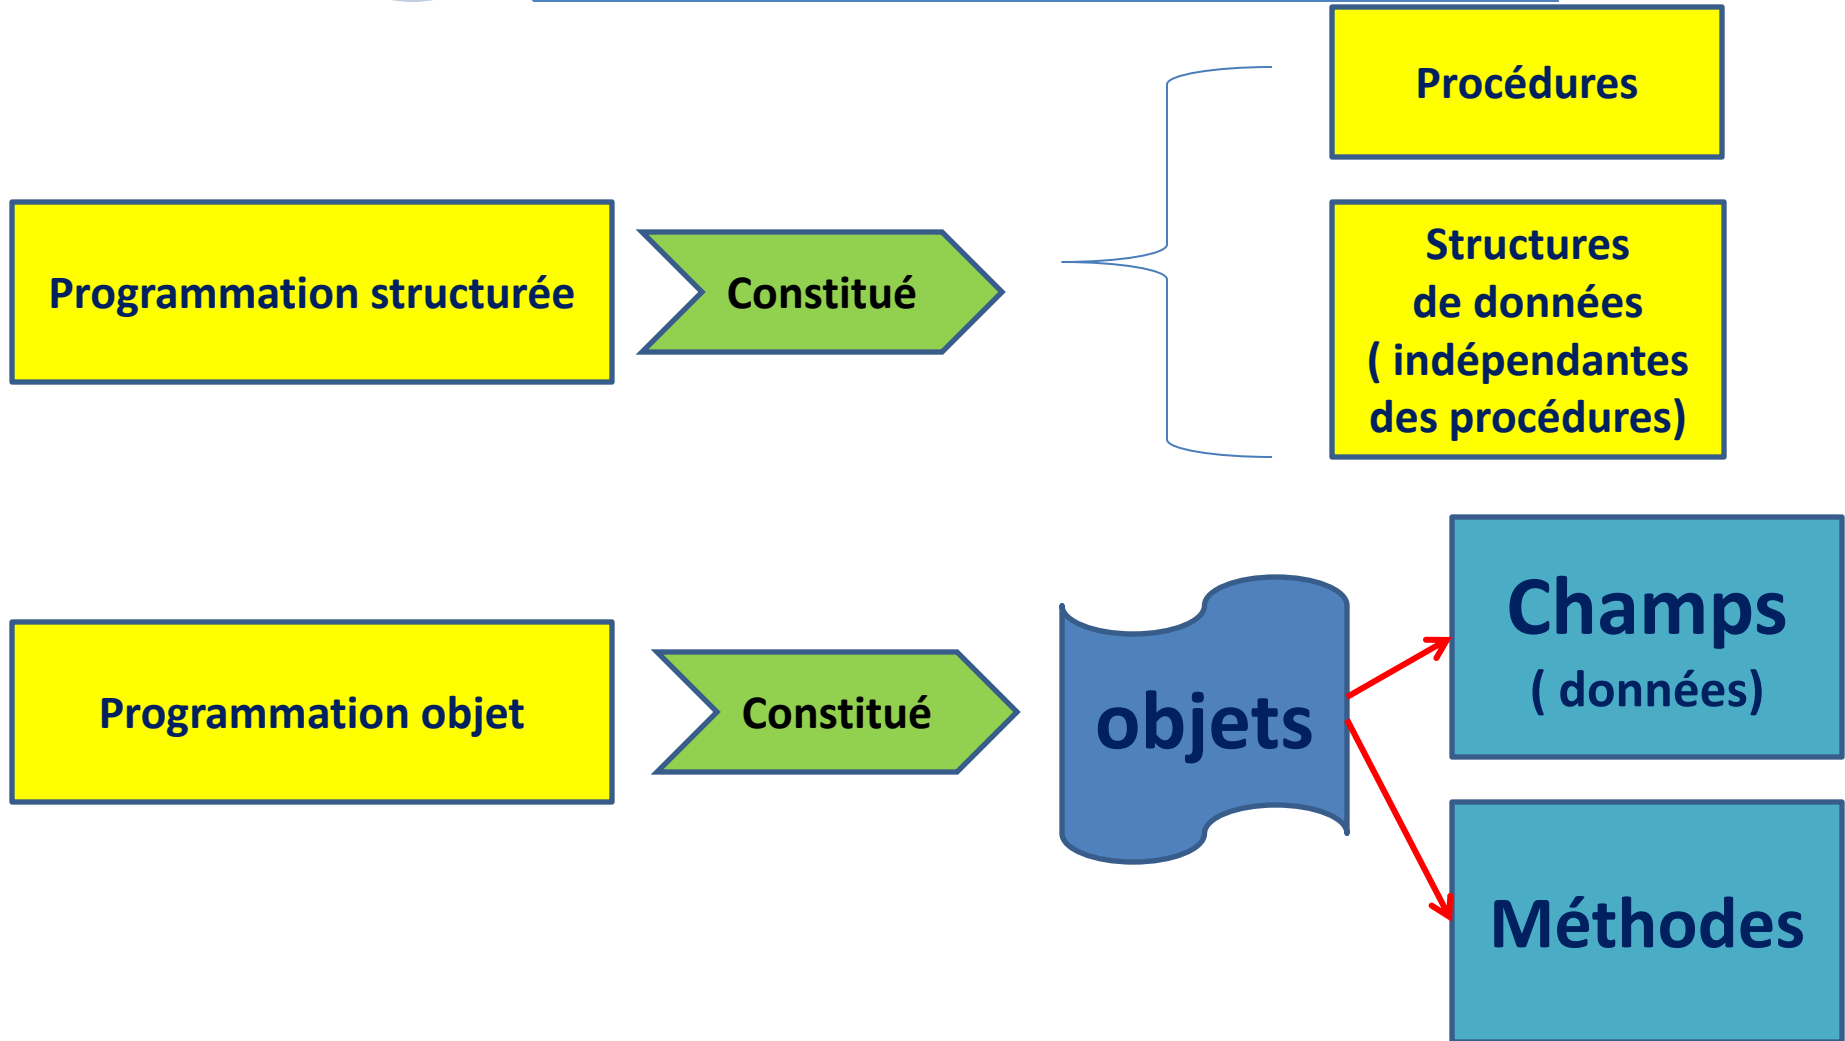 Procédures
Programmation structurée
Constitué
Structures
de données
( indépendantes
des procédures)
Programmation objet
Constitué
objets
Champs
( données)
Méthodes